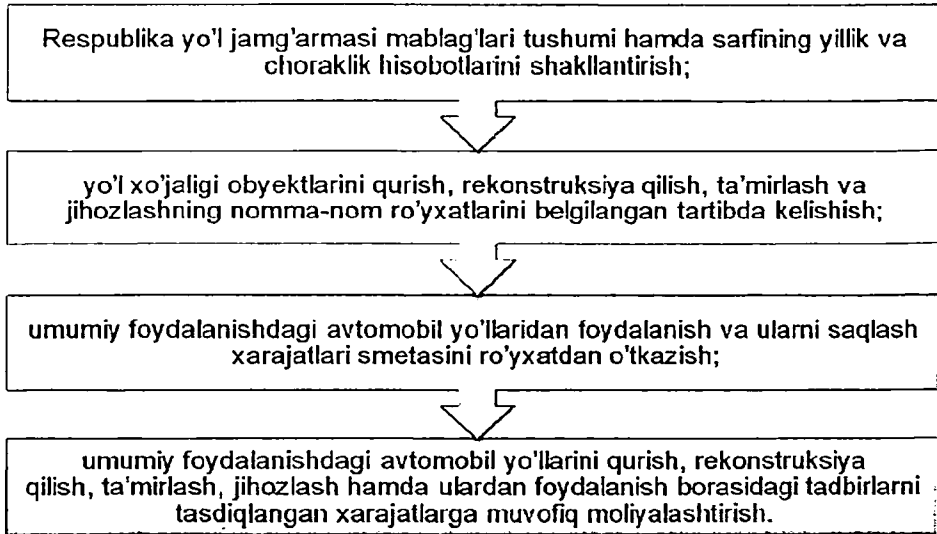 Respublika yo'l jamg'armasi mablag'lari tushumi hamda sarfining yillik va
choraklik hisobotlarini shakllantirish;
yo'l xo'jaligi obyektlarini qurish, rekonstruksiya qilish, ta'mirlash va
jihozlashning nomma-nom ro'yxatlarini belgilangan tartibda kelishish;
umumiy foydalanishdagi avtomobil yo'llaridan foydalanish va ularni saqlash
xarajatlari smetasini ro'yxatdan o'tkazish;
umumiy foydalanishdagi avtomobil yo'llarini qurish, rekonstruksiya
qilish, ta'mirlash, jihozlash hamda ulardan foydalanish borasidagi tadbirlarni
tasdiqlangan xarajatlarga muvofiq moliyalashtirish.